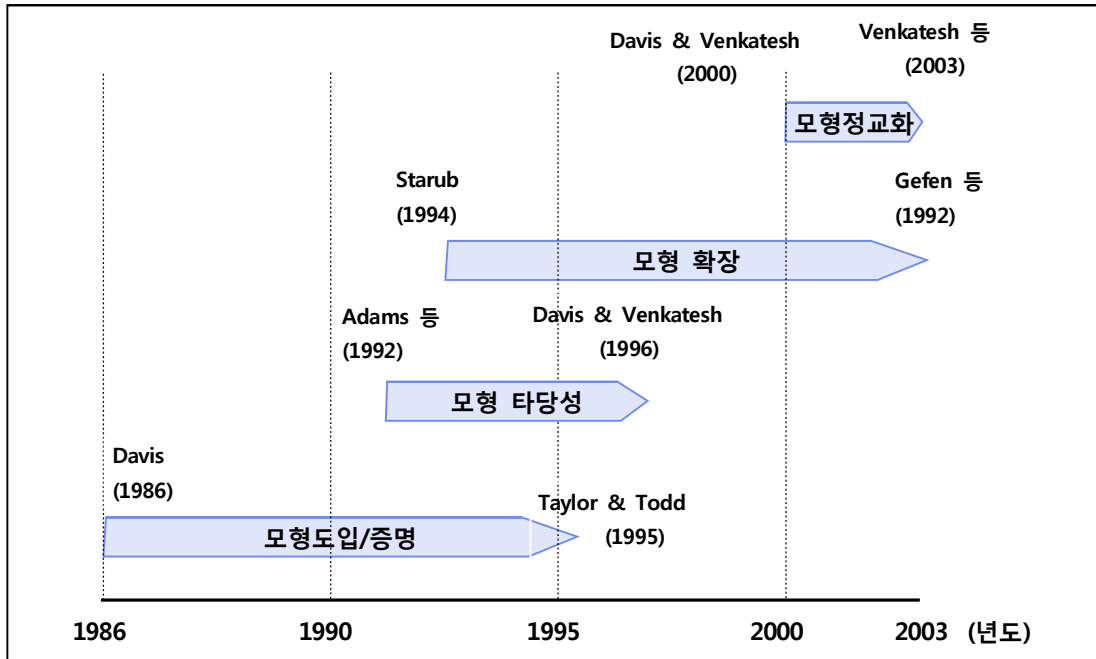 Davis & Venkatesh
(2000)
Venkatesh 등
(2003)
모형정교화
Starub
(1994)
Gefen 등
(1992)
모형 확장
Adams 등
(1992)
Davis & Venkatesh
(1996)
모형 타당성
Davis
(1986)
Taylor & Todd
(1995)
모형도입/증명
1986 1990 1995 2000 2003 (년도)